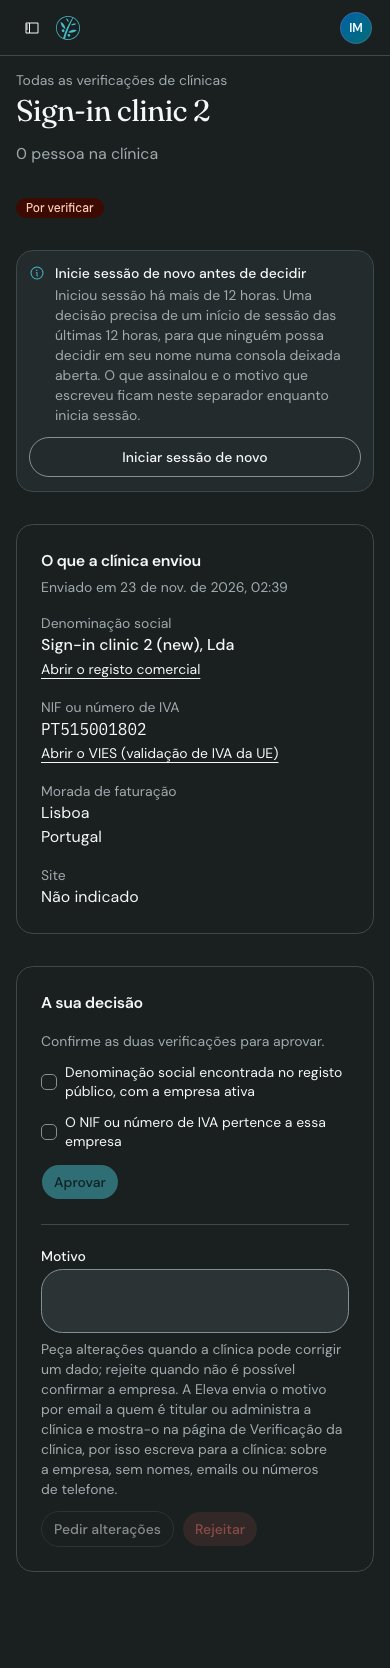 IM
Todas as verificações de clínicas
Sign-in clinic 2
0 pessoa na clínica
Por verificar
Inicie sessão de novo antes de decidir
Iniciou sessão há mais de 12 horas. Uma
decisão precisa de um início de sessão das
últimas 12 horas, para que ninguém possa
decidir em seu nome numa consola deixada
aberta. O que assinalou e o motivo que
escreveu ficam neste separador enquanto
inicia sessão.
Iniciar sessão de novo
O que a clínica enviou
Enviado em 23 de nov. de 2026, 02:39
Denominação social
Sign-in clinic 2 (new), Lda
Abrir o registo comercial
NIF ou número de IVA
PT515001802
Abrir o VIES (validação de IVA da UE)
Morada de faturação
Lisboa
Portugal
Site
Não indicado
A sua decisão
Confirme as duas verificações para aprovar.
Denominação social encontrada no registo
público, com a empresa ativa
O NIF ou número de IVA pertence a essa
empresa
Aprovar
Motivo
Peça alterações quando a clínica pode corrigir
um dado; rejeite quando não é possível
confirmar a empresa. A Eleva envia o motivo
por email a quem é titular ou administra a
clínica e mostra-o na página de Verificação da
clínica, por isso escreva para a clínica: sobre
a empresa, sem nomes, emails ou números
de telefone.
Pedir alterações
Rejeitar